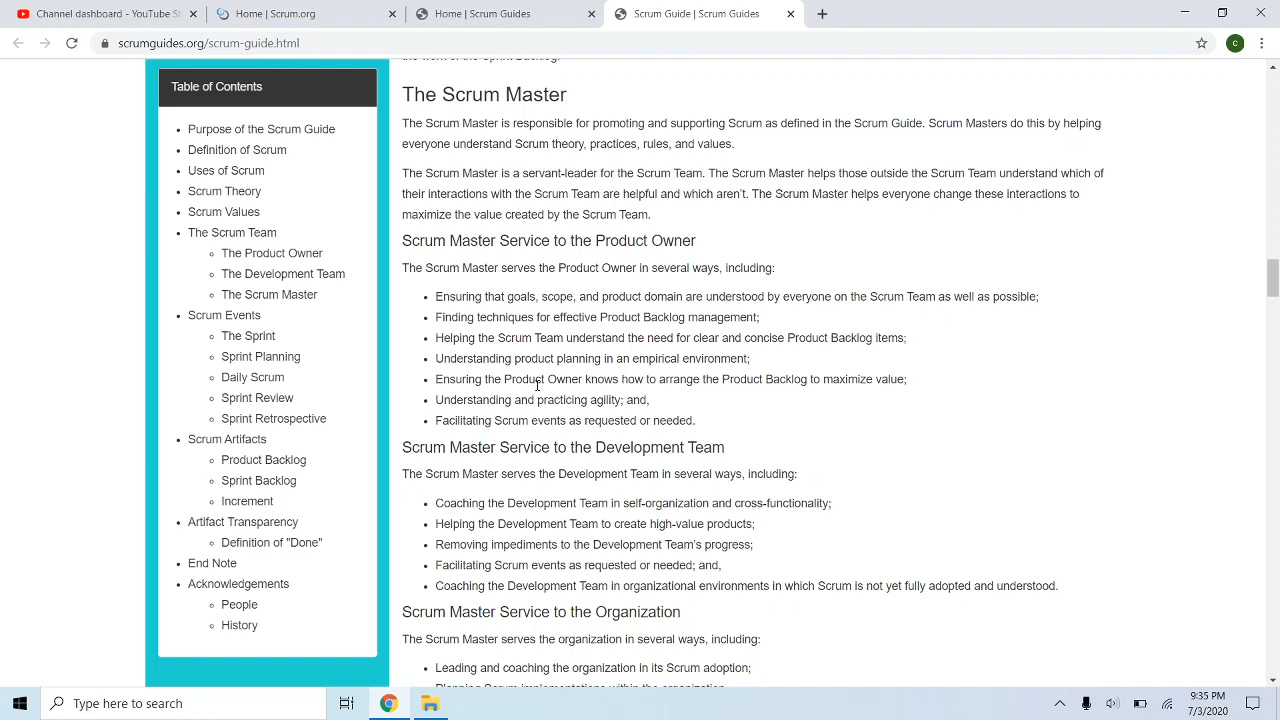 Channel dashboard - YouTube St
Home | Scrum.org
Home | Scrum Guides
Scrum Guide | Scrum Guides
scrumguides.org/scrum-guide.html
C
Table of Contents
Purpose of the Scrum Guide
Definition of Scrum
Uses of Scrum
Scrum Theory
Scrum Values
The Scrum Team
The Product Owner
The Development Team
The Scrum Master
Scrum Events
The Sprint
Sprint Planning
Daily Scrum
Sprint Review
Sprint Retrospective
Scrum Artifacts
Product Backlog
Sprint Backlog
Increment
Artifact Transparency
Definition of "Done"
End Note
Acknowledgements
People
History
the work of the Sprint Backlog.
The Scrum Master
The Scrum Master is responsible for promoting and supporting Scrum as defined in the Scrum Guide. Scrum Masters do this by helping
everyone understand Scrum theory, practices, rules, and values.
The Scrum Master is a servant-leader for the Scrum Team. The Scrum Master helps those outside the Scrum Team understand which of
their interactions with the Scrum Team are helpful and which aren't. The Scrum Master helps everyone change these interactions to
maximize the value created by the Scrum Team.
Scrum Master Service to the Product Owner
The Scrum Master serves the Product Owner in several ways, including:
Ensuring that goals, scope, and product domain are understood by everyone on the Scrum Team as well as possible;
Finding techniques for effective Product Backlog management;
Helping the Scrum Team understand the need for clear and concise Product Backlog items;
Understanding product planning in an empirical environment;
Ensuring the Product Owner knows how to arrange the Product Backlog to maximize value;
Understanding and practicing agility; and,
Facilitating Scrum events as requested or needed.
Scrum Master Service to the Development Team
The Scrum Master serves the Development Team in several ways, including:
Coaching the Development Team in self-organization and cross-functionality;
Helping the Development Team to create high-value products;
Removing impediments to the Development Team's progress;
Facilitating Scrum events as requested or needed; and,
Coaching the Development Team in organizational environments in which Scrum is not yet fully adopted and understood.
Scrum Master Service to the Organization
The Scrum Master serves the organization in several ways, including:
Leading and coaching the organization in its Scrum adoption;
Planning Scrum implementations within the organization
Type here to search
9:35 PM
7/3/2020